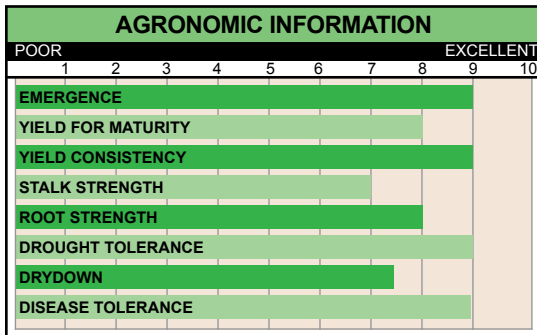 AGRONOMIC INFORMATION
POOR EXCELLENT
1 2 3 4 5 6 7 8 9 10
EMERGENCE
YIELD FOR MATURITY
YIELD CONSISTENCY
STALK STRENGTH
ROOT STRENGTH
DROUGHT TOLERANCE
DRYDOWN
DISEASE TOLERANCE